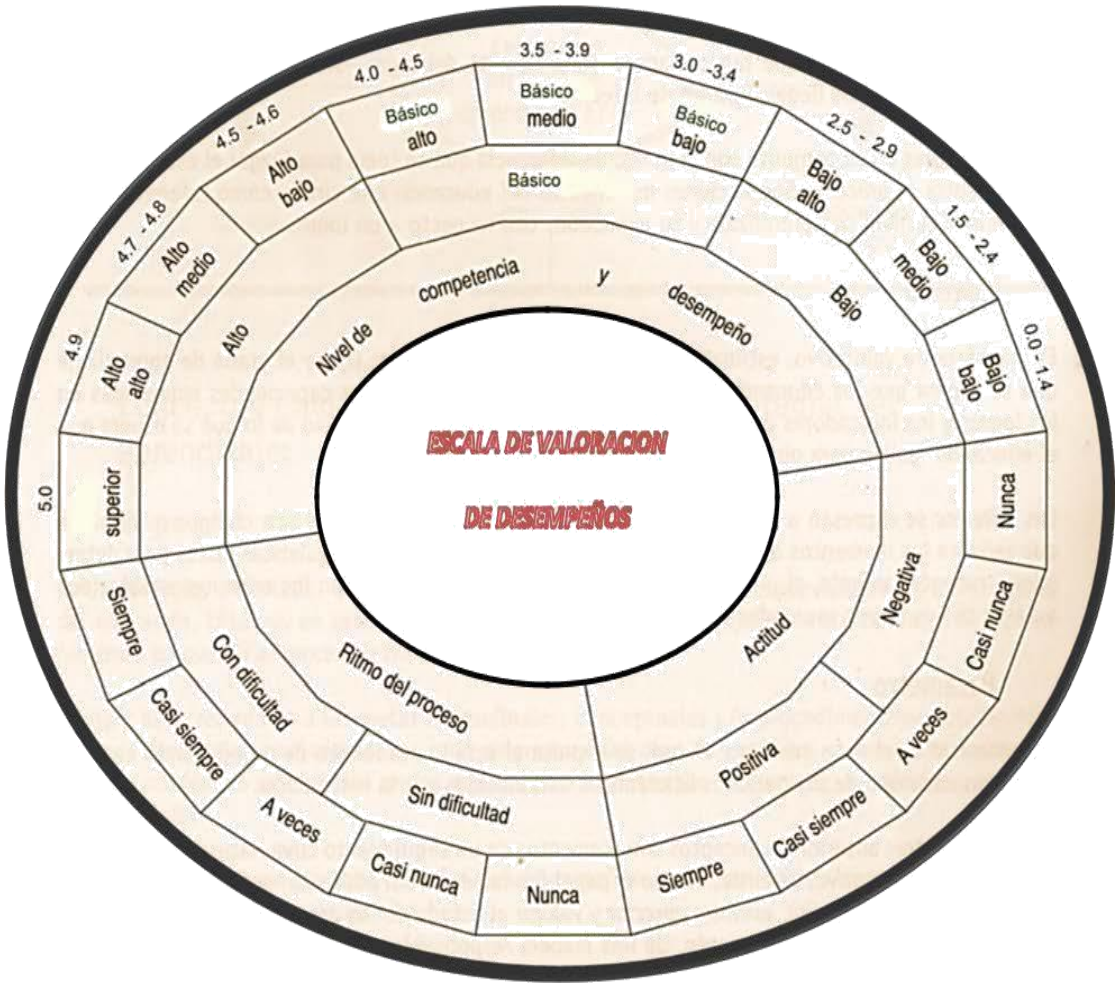 ESCALA DE VALORACION
DE DESEMPEÑOS
Nivel de competencia y desempeño
superior
5.0
Alto
Alto alto
4.9
Alto medio
4.7 - 4.8
Alto bajo
4.5 - 4.6
Básico
Básico alto
4.0 - 4.5
Básico medio
3.5 - 3.9
Básico bajo
3.0 -3.4
Bajo
Bajo alto
2.5 - 2.9
Bajo medio
1.5 - 2.4
Bajo bajo
0.0 - 1.4
Actitud
Negativa
Nunca
Casi nunca
A veces
Positiva
Casi siempre
Siempre
Ritmo del proceso
Sin dificultad
Nunca
Casi nunca
Con dificultad
A veces
Casi siempre
Siempre